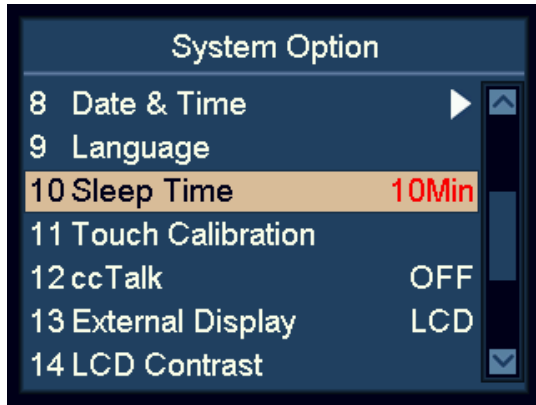 System Option
8 Date & Time
9 Language
10 Sleep Time 10Min
11 Touch Calibration
12 ccTalk OFF
13 External Display LCD
14 LCD Contrast